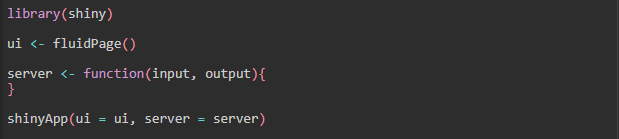 library(shiny)
ui <- fluidPage()
server <- function(input, output){
}
shinyApp(ui = ui, server = server)